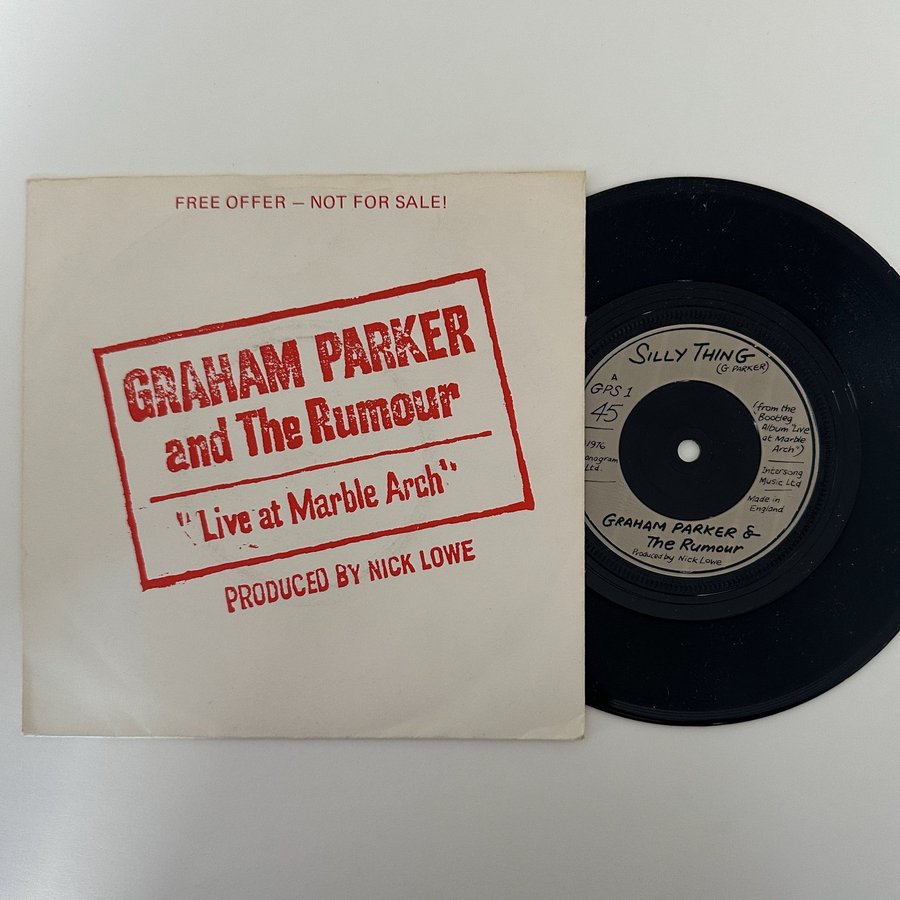 FREE OFFER – NOT FOR SALE!
GRAHAM PARKER
and The Rumour
"Live at Marble Arch"
PRODUCED BY NICK LOWE
SILLY THING
(G. PARKER)
A
GPS 1
45
1976
onogram
Ltd.
(from the
Bootleg
Album "Live
at Marble
Arch")
Intersong
Music Ltd
Made in
England
GRAHAM PARKER &
The Rumour
Produced by Nick Lowe